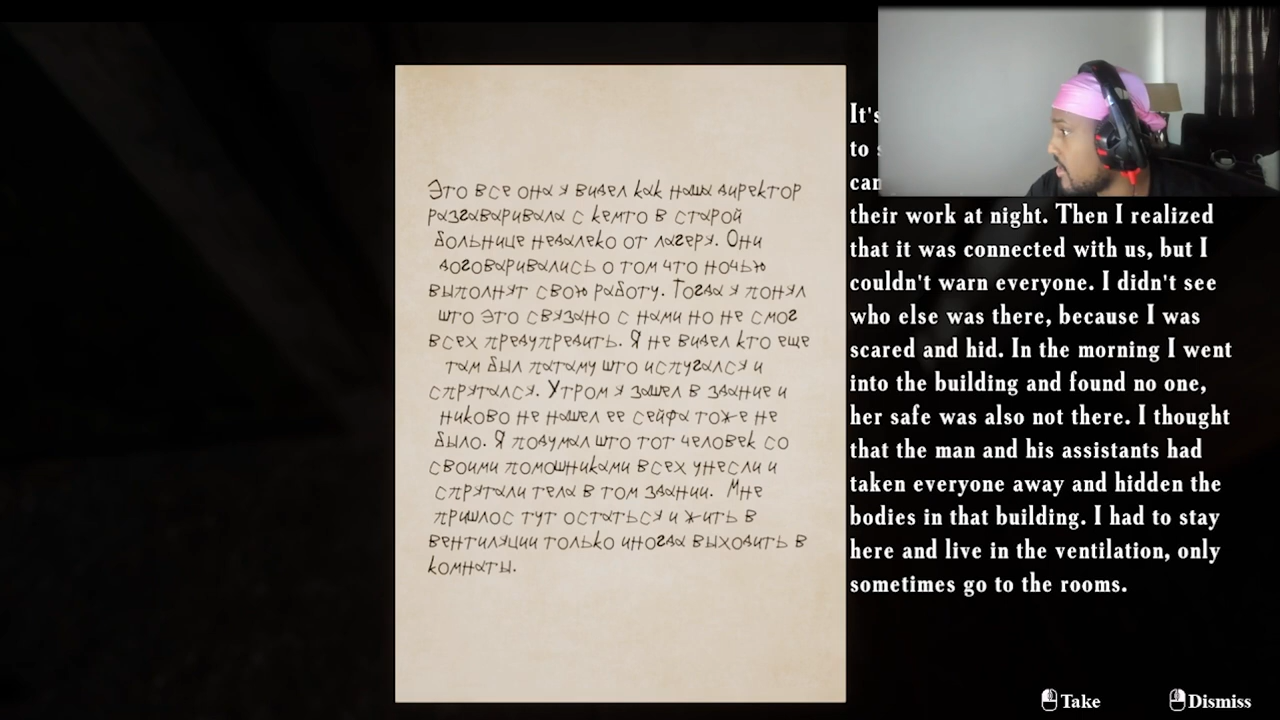 Это все она я видел как наша директор
разгаваривала с кемто в старой
больнице недалеко от лагеря. Они
договаривались о том что ночью
выполнят свою работу. Тогда я понял
што это связано с нами но не смог
всех предупредить. Я не видел кто еще
там был патаму што испугался и
спрятался. Утром я зашел в здание и
никово не нашел ее сейфа тоже не
было. Я подумал што тот человек со
своими помошниками всех унесли и
спрятали тела в том здании. Мне
пришлос тут остаться и жить в
вентиляции только иногда выходить в
комнаты.
It's
to
their work at night. Then I realized
that it was connected with us, but I
couldn't warn everyone. I didn't see
who else was there, because I was
scared and hid. In the morning I went
into the building and found no one,
her safe was also not there. I thought
that the man and his assistants had
taken everyone away and hidden the
bodies in that building. I had to stay
here and live in the ventilation, only
sometimes go to the rooms.
Take Dismiss